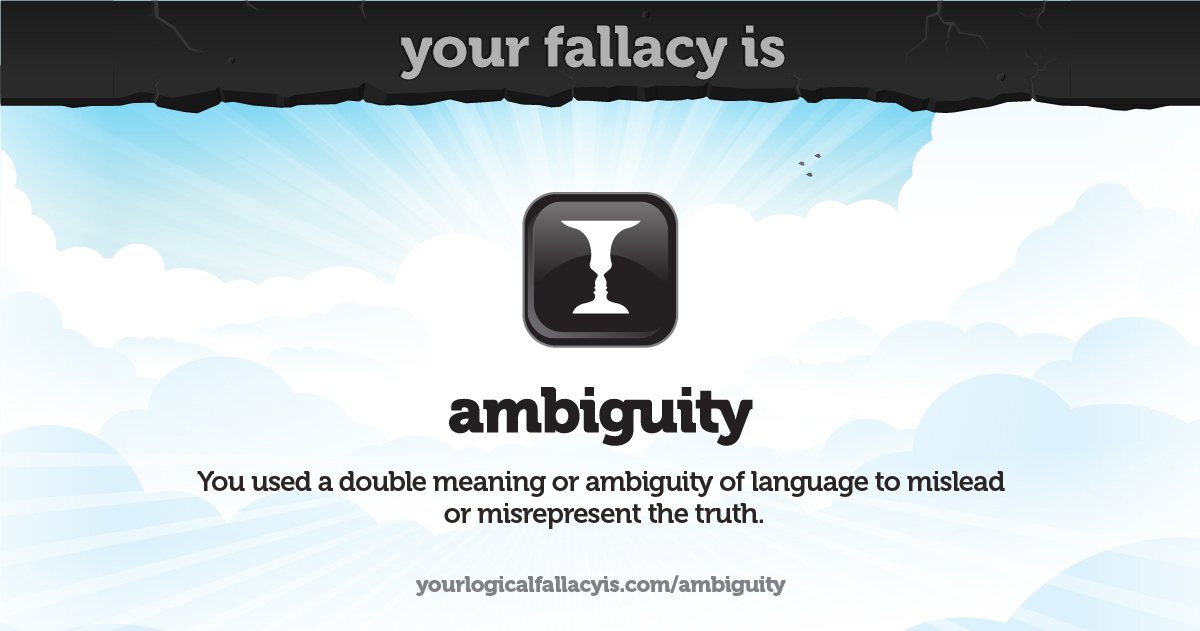 your fallacy is
ambiguity
You used a double meaning or ambiguity of language to mislead
or misrepresent the truth.
yourlogicalfallacyis.com/ambiguity